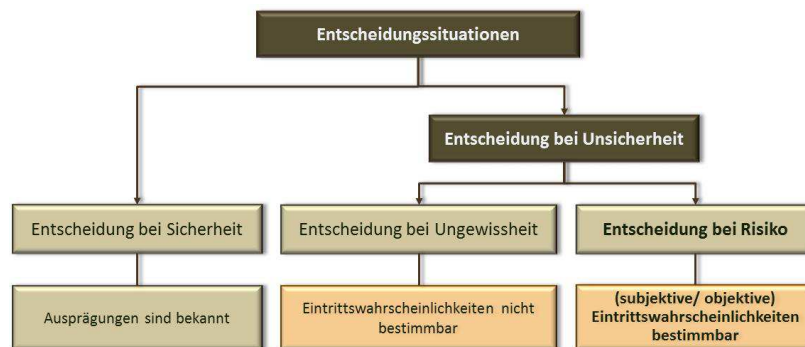 Entscheidungssituationen
Entscheidung bei Unsicherheit
Entscheidung bei Sicherheit
Entscheidung bei Ungewissheit
Entscheidung bei Risiko
Ausprägungen sind bekannt
Eintrittswahrscheinlichkeiten nicht
bestimmbar
(subjektive/ objektive)
Eintrittswahrscheinlichkeiten
bestimmbar